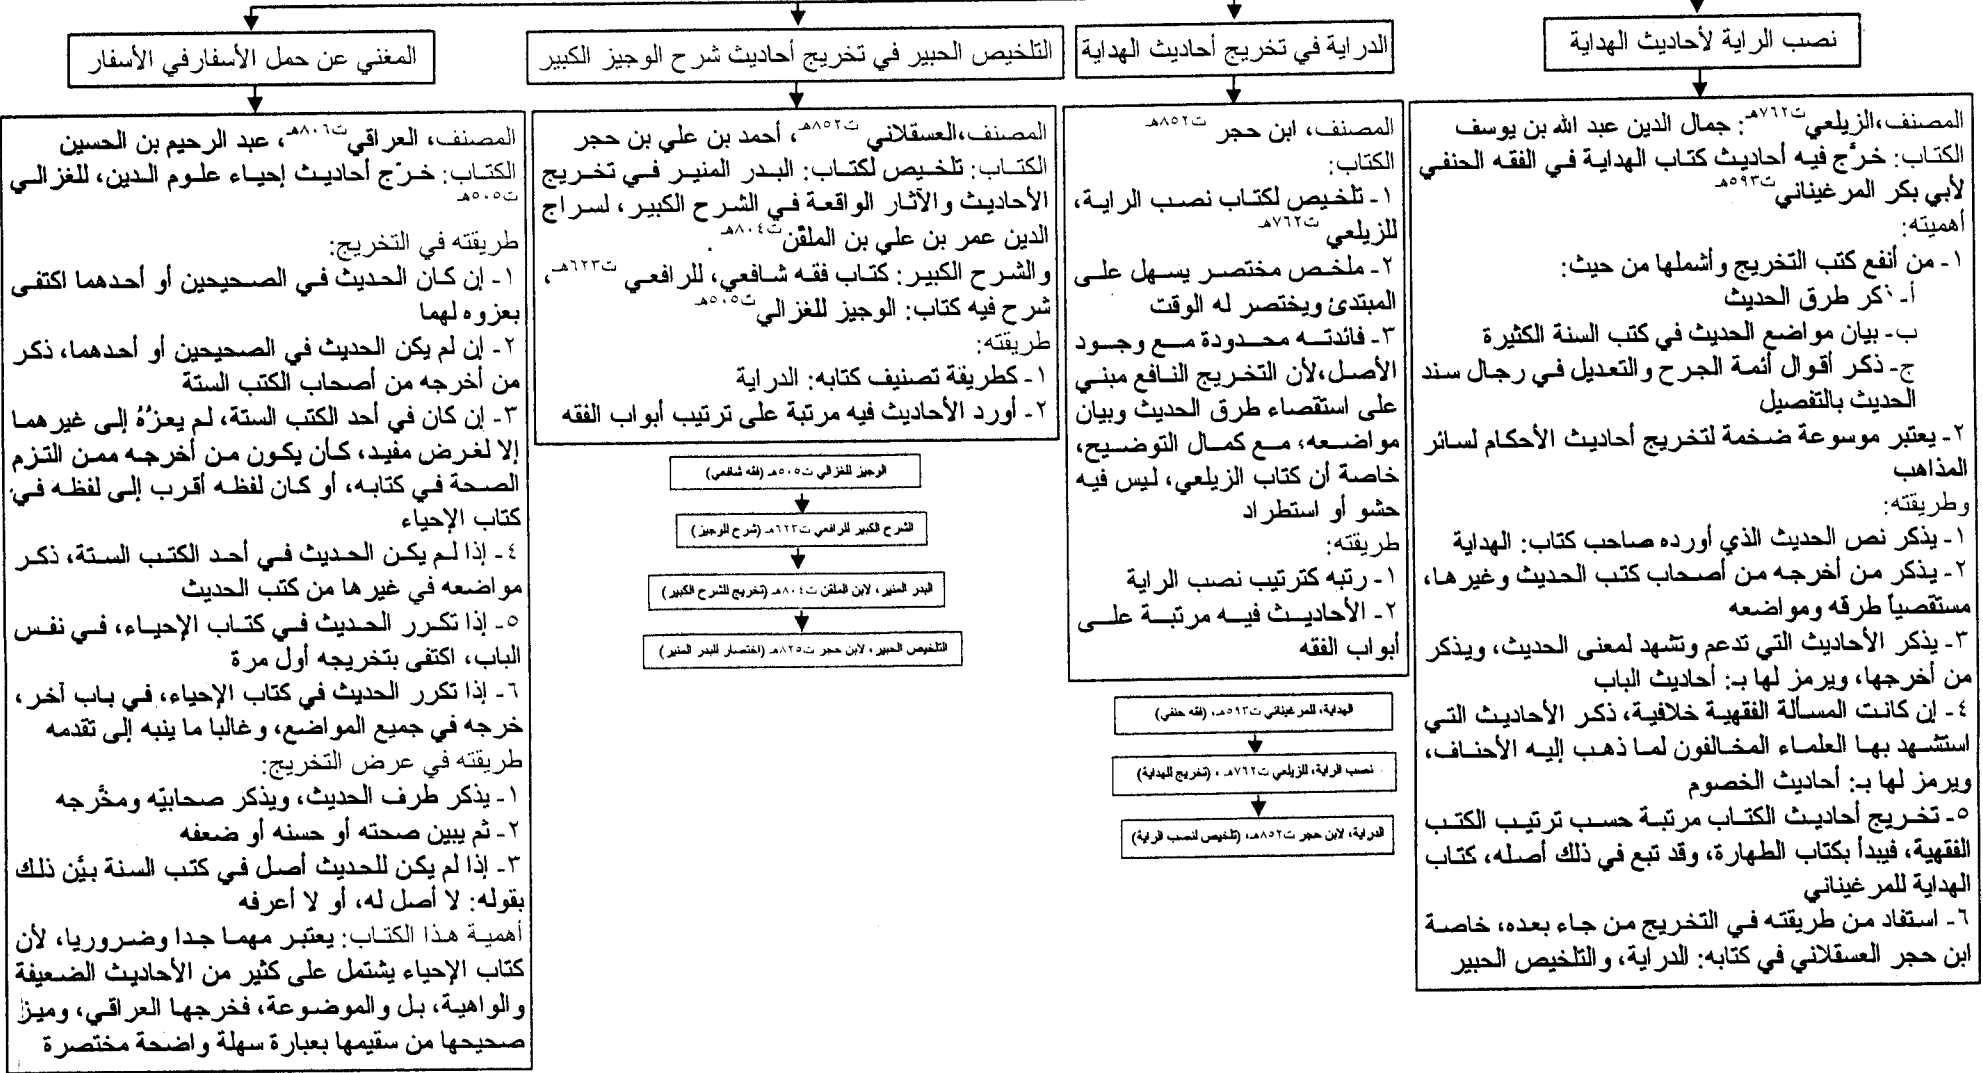 نصب الراية لأحاديث الهداية
المصنف،الزيلعي ت٧٦٢هـ: جمال الدين عبد الله بن يوسف
الكتاب: خرَّج فيه أحاديث كتاب الهداية في الفقه الحنفي
لأبي بكر المرغيناني ت٥٩٣هـ
أهميته:
١- من أنفع كتب التخريج وأشملها من حيث:
أ- ذكر طرق الحديث
ب- بيان مواضع الحديث في كتب السنة الكثيرة
ج- ذكر أقوال أئمة الجرح والتعديل في رجال سند
الحديث بالتفصيل
٢- يعتبر موسوعة ضخمة لتخريج أحاديث الأحكام لسائر
المذاهب
وطريقته:
١- يذكر نص الحديث الذي أورده صاحب كتاب: الهداية
٢- يذكر من أخرجه من أصحاب كتب الحديث وغيرها،
مستقصياً طرقه ومواضعه
٣- يذكر الأحاديث التي تدعم وتشهد لمعنى الحديث، ويذكر
من أخرجها، ويرمز لها بـ: أحاديث الباب
٤- إن كانت المسألة الفقهية خلافية، ذكر الأحاديث التي
استشهد بها العلماء المخالفون لما ذهب إليه الأحناف،
ويرمز لها بـ: أحاديث الخصوم
٥- تخريج أحاديث الكتاب مرتبة حسب ترتيب الكتب
الفقهية، فيبدأ بكتاب الطهارة، وقد تبع في ذلك أصله، كتاب
الهداية للمرغيناني
٦- استفاد من طريقته في التخريج من جاء بعده، خاصة
ابن حجر العسقلاني في كتابه: الدراية، والتلخيص الحبير
الدراية في تخريج أحاديث الهداية
المصنف، ابن حجر ت٨٥٢هـ
الكتاب:
١- تلخيص لكتاب نصب الراية،
للزيلعي ت٧٦٢هـ
٢- ملخص مختصر يسهل على
المبتدئ ويختصر له الوقت
٣- فائدته محدودة مع وجود
الأصل،لأن التخريج النافع مبني
على استقصاء طرق الحديث وبيان
مواضعه، مع كمال التوضيح،
خاصة أن كتاب الزيلعي، ليس فيه
حشو أو استطراد
طريقته:
١- رتبه كترتيب نصب الراية
٢- الأحاديث فيه مرتبة على
أبواب الفقه
الهداية، للمرغيناني ت٥٩٣هـ، (فقه حنفي)
نصب الراية، للزيلعي ت٧٦٢هـ ، (تخريج للهداية)
الدراية، لابن حجر ت٨٥٢هـ، (تلخيص لنصب الراية)
التلخيص الحبير في تخريج أحاديث شرح الوجيز الكبير
المصنف،العسقلاني ت٨٥٢هـ، أحمد بن علي بن حجر
الكتاب: تلخيص لكتاب: البدر المنير في تخريج
الأحاديث والآثار الواقعة في الشرح الكبير، لسراج
الدين عمر بن علي بن الملقّن ت٨٠٤هـ .
والشرح الكبير: كتاب فقه شافعي، للرافعي ت٦٢٣هـ،
شرح فيه كتاب: الوجيز للغزالي ت٥٠٥هـ
طريقته:
١- كطريقة تصنيف كتابه: الدراية
٢- أورد الأحاديث فيه مرتبة على ترتيب أبواب الفقه
الوجيز للغزالي ت٥٠٥هـ (فقه شافعي)
الشرح الكبير للرافعي ت٦٢٣هـ (شرح للوجيز)
البدر المنير، لابن الملقن ت٨٠٤هـ (تخريج للشرح الكبير)
التلخيص الحبير، لابن حجر ت٨٢٥هـ (اختصار للبدر المنير)
المغني عن حمل الأسفارفي الأسفار
المصنف، العراقي ت٨٠٦هـ، عبد الرحيم بن الحسين
الكتاب: خرّج أحاديث إحياء علوم الدين، للغزالي
ت٥٠٥هـ
طريقته في التخريج:
١- إن كان الحديث في الصحيحين أو أحدهما اكتفى
بعزوه لهما
٢- إن لم يكن الحديث في الصحيحين أو أحدهما، ذكر
من أخرجه من أصحاب الكتب الستة
٣- إن كان في أحد الكتب الستة، لم يعزُهُ إلى غيرهما
إلا لغرض مفيد، كأن يكون من أخرجه ممن التزم
الصحة في كتابه، أو كان لفظه أقرب إلى لفظه في
كتاب الإحياء
٤- إذا لم يكن الحديث في أحد الكتب الستة، ذكر
مواضعه في غيرها من كتب الحديث
٥- إذا تكرر الحديث في كتاب الإحياء، في نفس
الباب، اكتفى بتخريجه أول مرة
٦- إذا تكرر الحديث في كتاب الإحياء، في باب آخر،
خرجه في جميع المواضع، وغالبا ما ينبه إلى تقدمه
طريقته في عرض التخريج:
١- يذكر طرف الحديث، ويذكر صحابيّه ومخَّرجه
٢- ثم يبين صحته أو حسنه أو ضعفه
٣- إذا لم يكن للحديث أصل في كتب السنة بيَّن ذلك
بقوله: لا أصل له، أو لا أعرفه
أهمية هذا الكتاب: يعتبر مهما جدا وضروريا، لأن
كتاب الإحياء يشتمل على كثير من الأحاديث الضعيفة
والواهية، بل والموضوعة، فخرجها العراقي، وميز
صحيحها من سقيمها بعبارة سهلة واضحة مختصرة